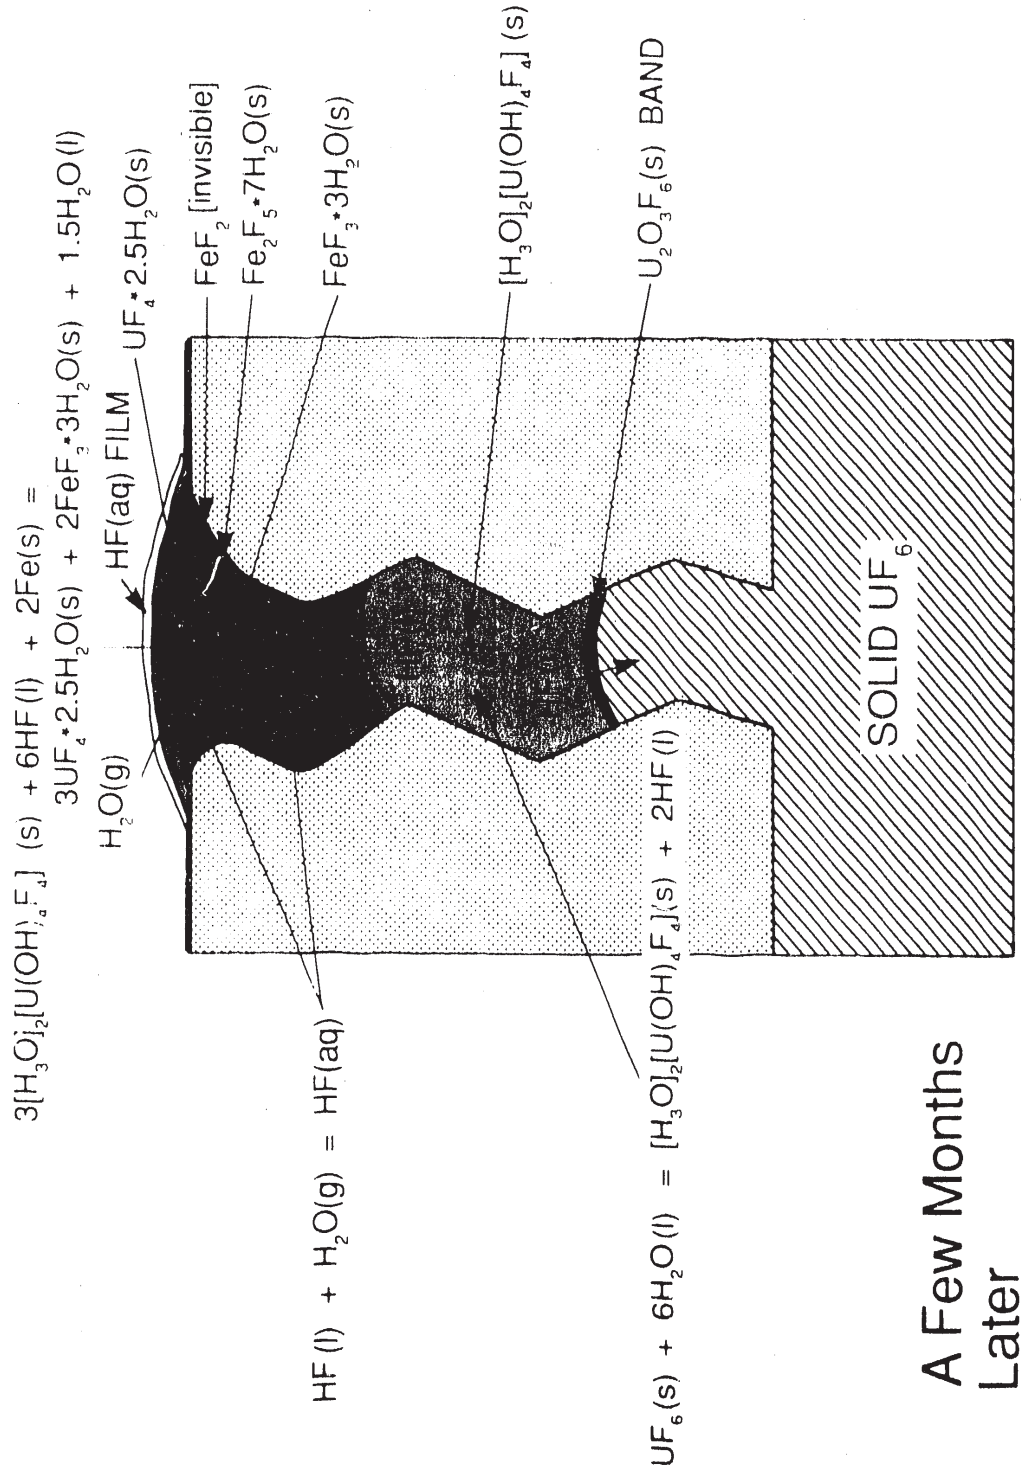 3[H₃O]₂[U(OH)₄F₄] (s) + 6HF(l) + 2Fe(s) =
3UF₄*2.5H₂O(s) + 2FeF₃*3H₂O(s) + 1.5H₂O(l)
H₂O(g)
HF(aq) FILM
UF₄*2.5H₂O(s)
FeF₂ [invisible]
Fe₂F₅*7H₂O(s)
FeF₃*3H₂O(s)
HF(l) + H₂O(g) = HF(aq)
[H₃O]₂[U(OH)₄F₄] (s)
U₂O₃F₆(s) BAND
UF₆(s) + 6H₂O(l) = [H₃O]₂[U(OH)₄F₄](s) + 2HF(l)
SOLID UF₆
A Few Months
Later